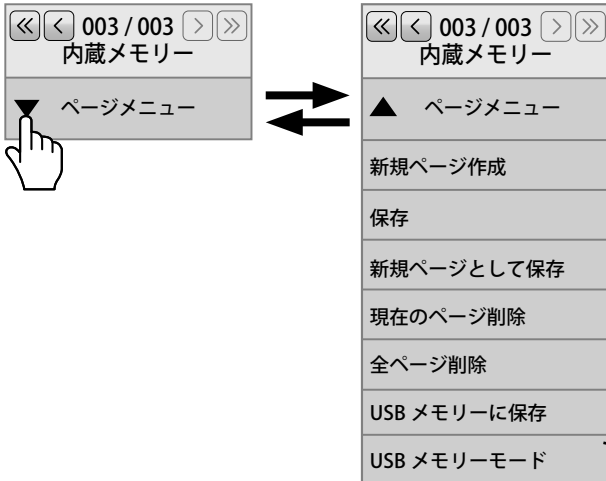 ≪ < 003 / 003 > ≫
内蔵メモリー
▼ ページメニュー
≪ < 003 / 003 > ≫
内蔵メモリー
▲ ページメニュー
新規ページ作成
保存
新規ページとして保存
現在のページ削除
全ページ削除
USB メモリーに保存
USB メモリーモード